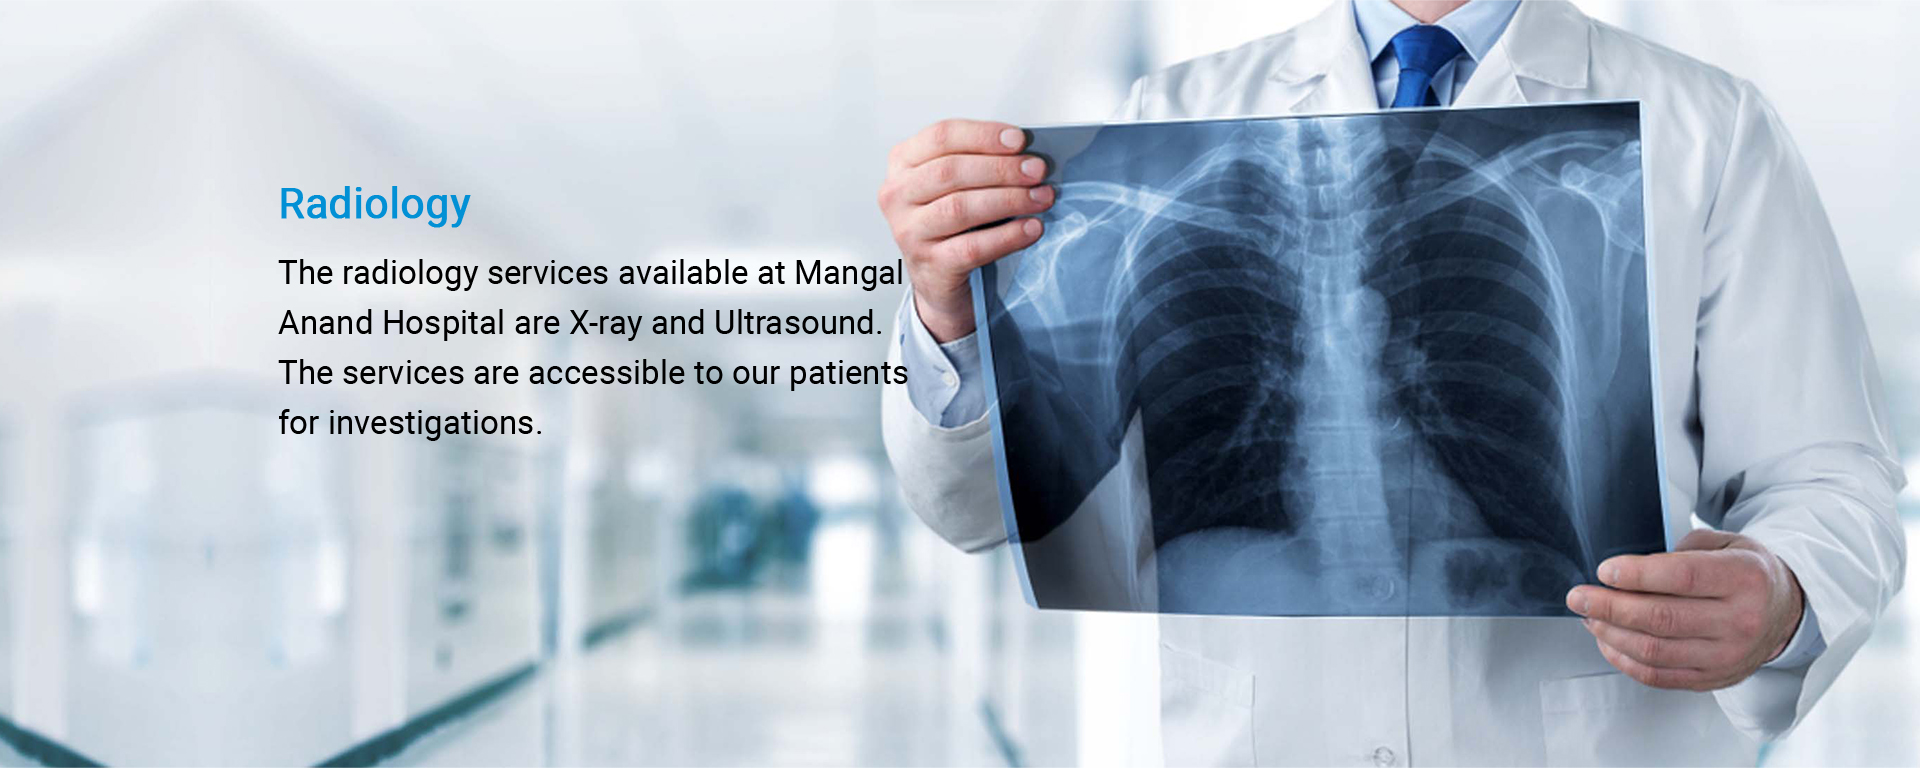 Radiology
The radiology services available at Mangal
Anand Hospital are X-ray and Ultrasound.
The services are accessible to our patients
for investigations.